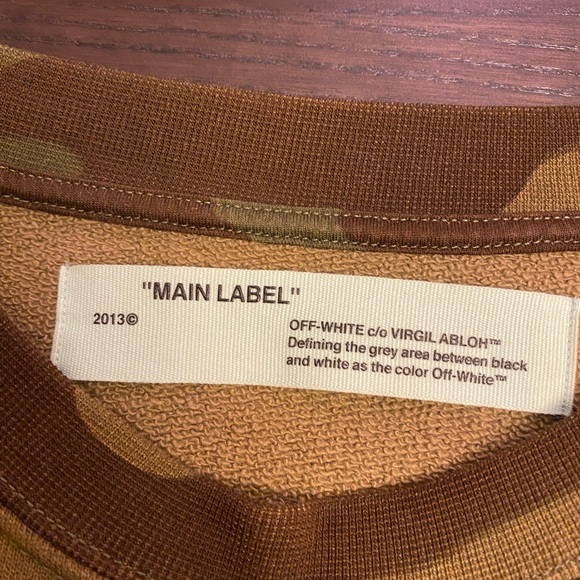 "MAIN LABEL"
2013©
OFF-WHITE c/o VIRGIL ABLOH™
Defining the grey area between black
and white as the color Off-White™